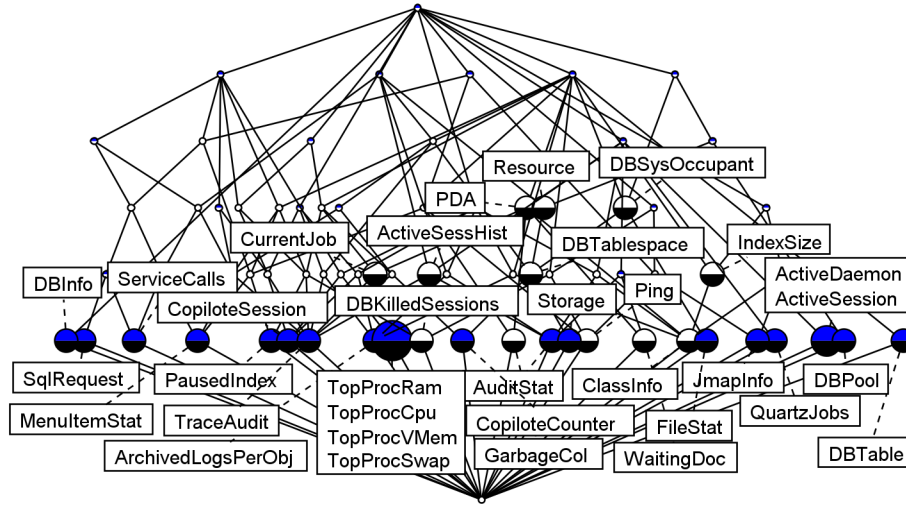 Resource
DBSysOccupant
PDA
CurrentJob
ActiveSessHist
DBTablespace
IndexSize
DBInfo
ServiceCalls
CopiloteSession
DBKilledSessions
Storage
Ping
ActiveDaemon
ActiveSession
SqlRequest
PausedIndex
TopProcRam
TopProcCpu
TopProcVMem
TopProcSwap
AuditStat
ClassInfo
JmapInfo
DBPool
MenuItemStat
TraceAudit
CopiloteCounter
FileStat
QuartzJobs
ArchivedLogsPerObj
GarbageCol
WaitingDoc
DBTable